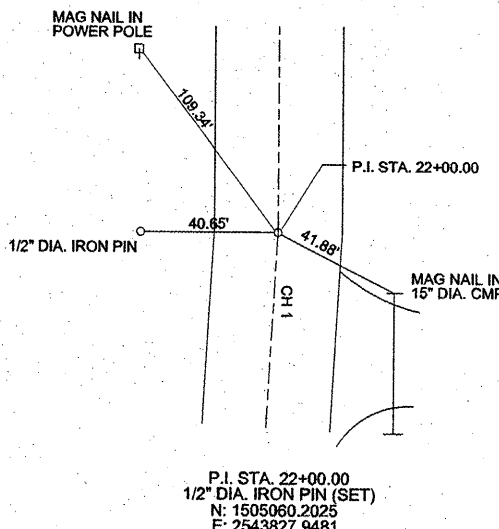 MAG NAIL IN
POWER POLE
109.34'
P.I. STA. 22+00.00
40.65'
1/2" DIA. IRON PIN
41.88'
MAG NAIL IN
15" DIA. CMP
CH 1
P.I. STA. 22+00.00
1/2" DIA. IRON PIN (SET)
N: 1505060.2025
E: 2543827.9481